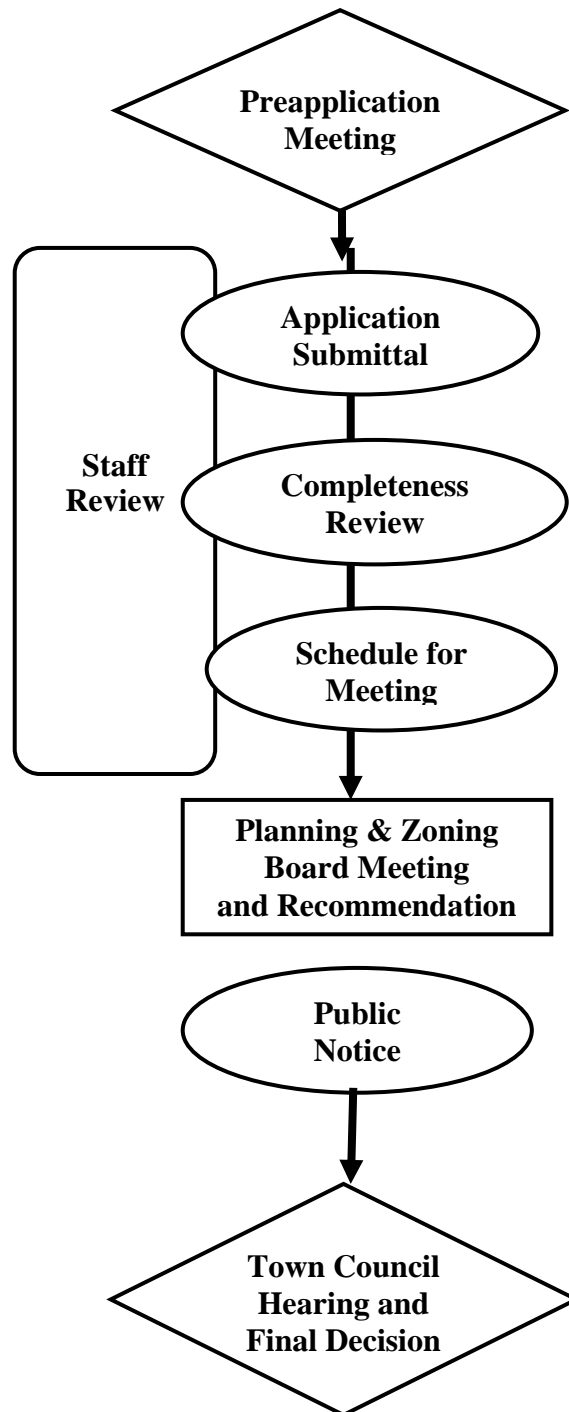 Preapplication
Meeting
Application
Submittal
Staff
Review
Completeness
Review
Schedule for
Meeting
Planning & Zoning
Board Meeting
and Recommendation
Public
Notice
Town Council
Hearing and
Final Decision